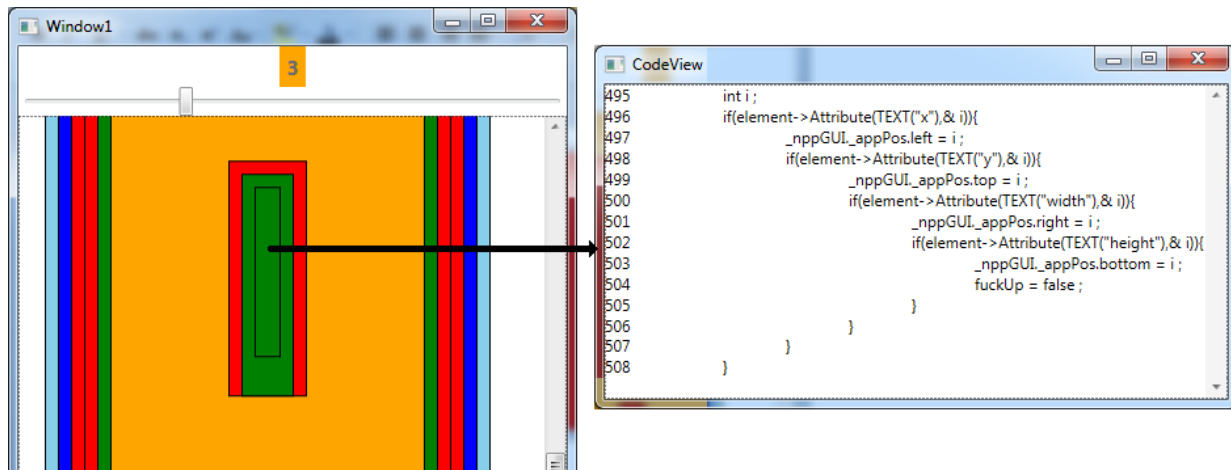 Window1
3
CodeView
495 int i ;
496 if(element->Attribute(TEXT("x"),& i)){
497 _nppGUI._appPos.left = i ;
498 if(element->Attribute(TEXT("y"),& i)){
499 _nppGUI._appPos.top = i ;
500 if(element->Attribute(TEXT("width"),& i)){
501 _nppGUI._appPos.right = i ;
502 if(element->Attribute(TEXT("height"),& i)){
503 _nppGUI._appPos.bottom = i ;
504 fuckUp = false ;
505 }
506 }
507 }
508 }